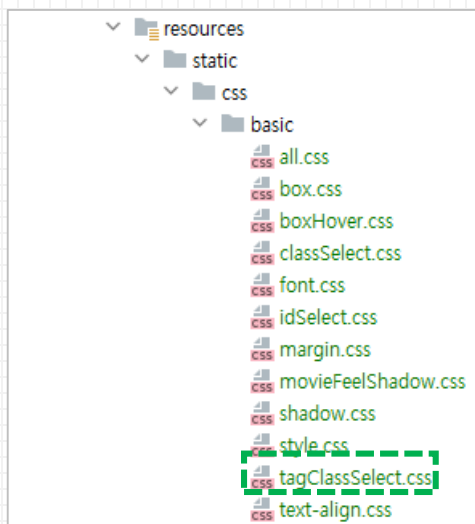 resources
static
css
basic
css all.css
css box.css
css boxHover.css
css classSelect.css
css font.css
css idSelect.css
css margin.css
css movieFeelShadow.css
css shadow.css
css style.css
css tagClassSelect.css
css text-align.css